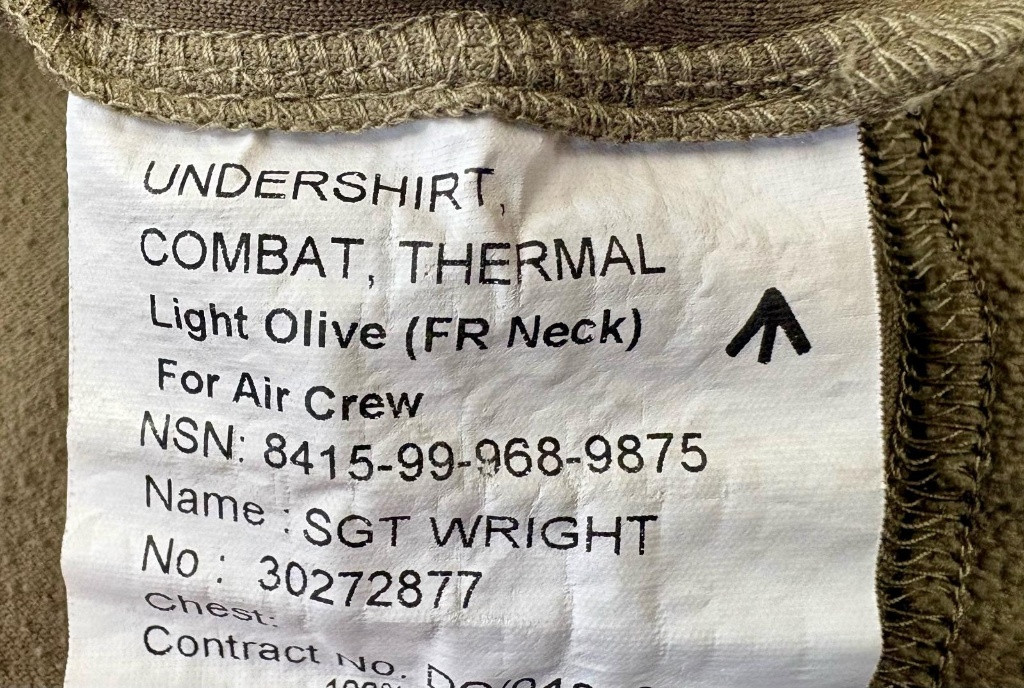 UNDERSHIRT,
COMBAT, THERMAL
Light Olive (FR Neck)
For Air Crew
NSN: 8415-99-968-9875
Name : SGT WRIGHT
No : 30272877
Chest:
Contract No.
100%